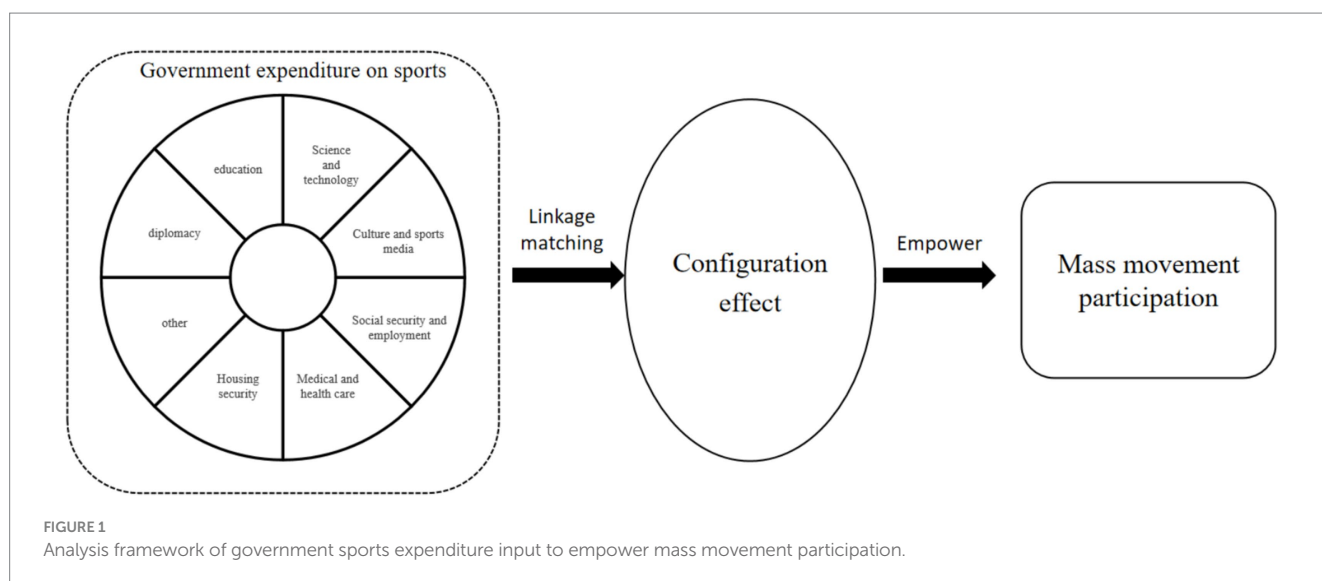 Government expenditure on sports
education
Science
and
technology
diplomacy
Culture and sports
media
other
Social security and
employment
Housing
security
Medical and
health care
Linkage
matching
Configuration
effect
Empower
Mass movement
participation
FIGURE 1
Analysis framework of government sports expenditure input to empower mass movement participation.